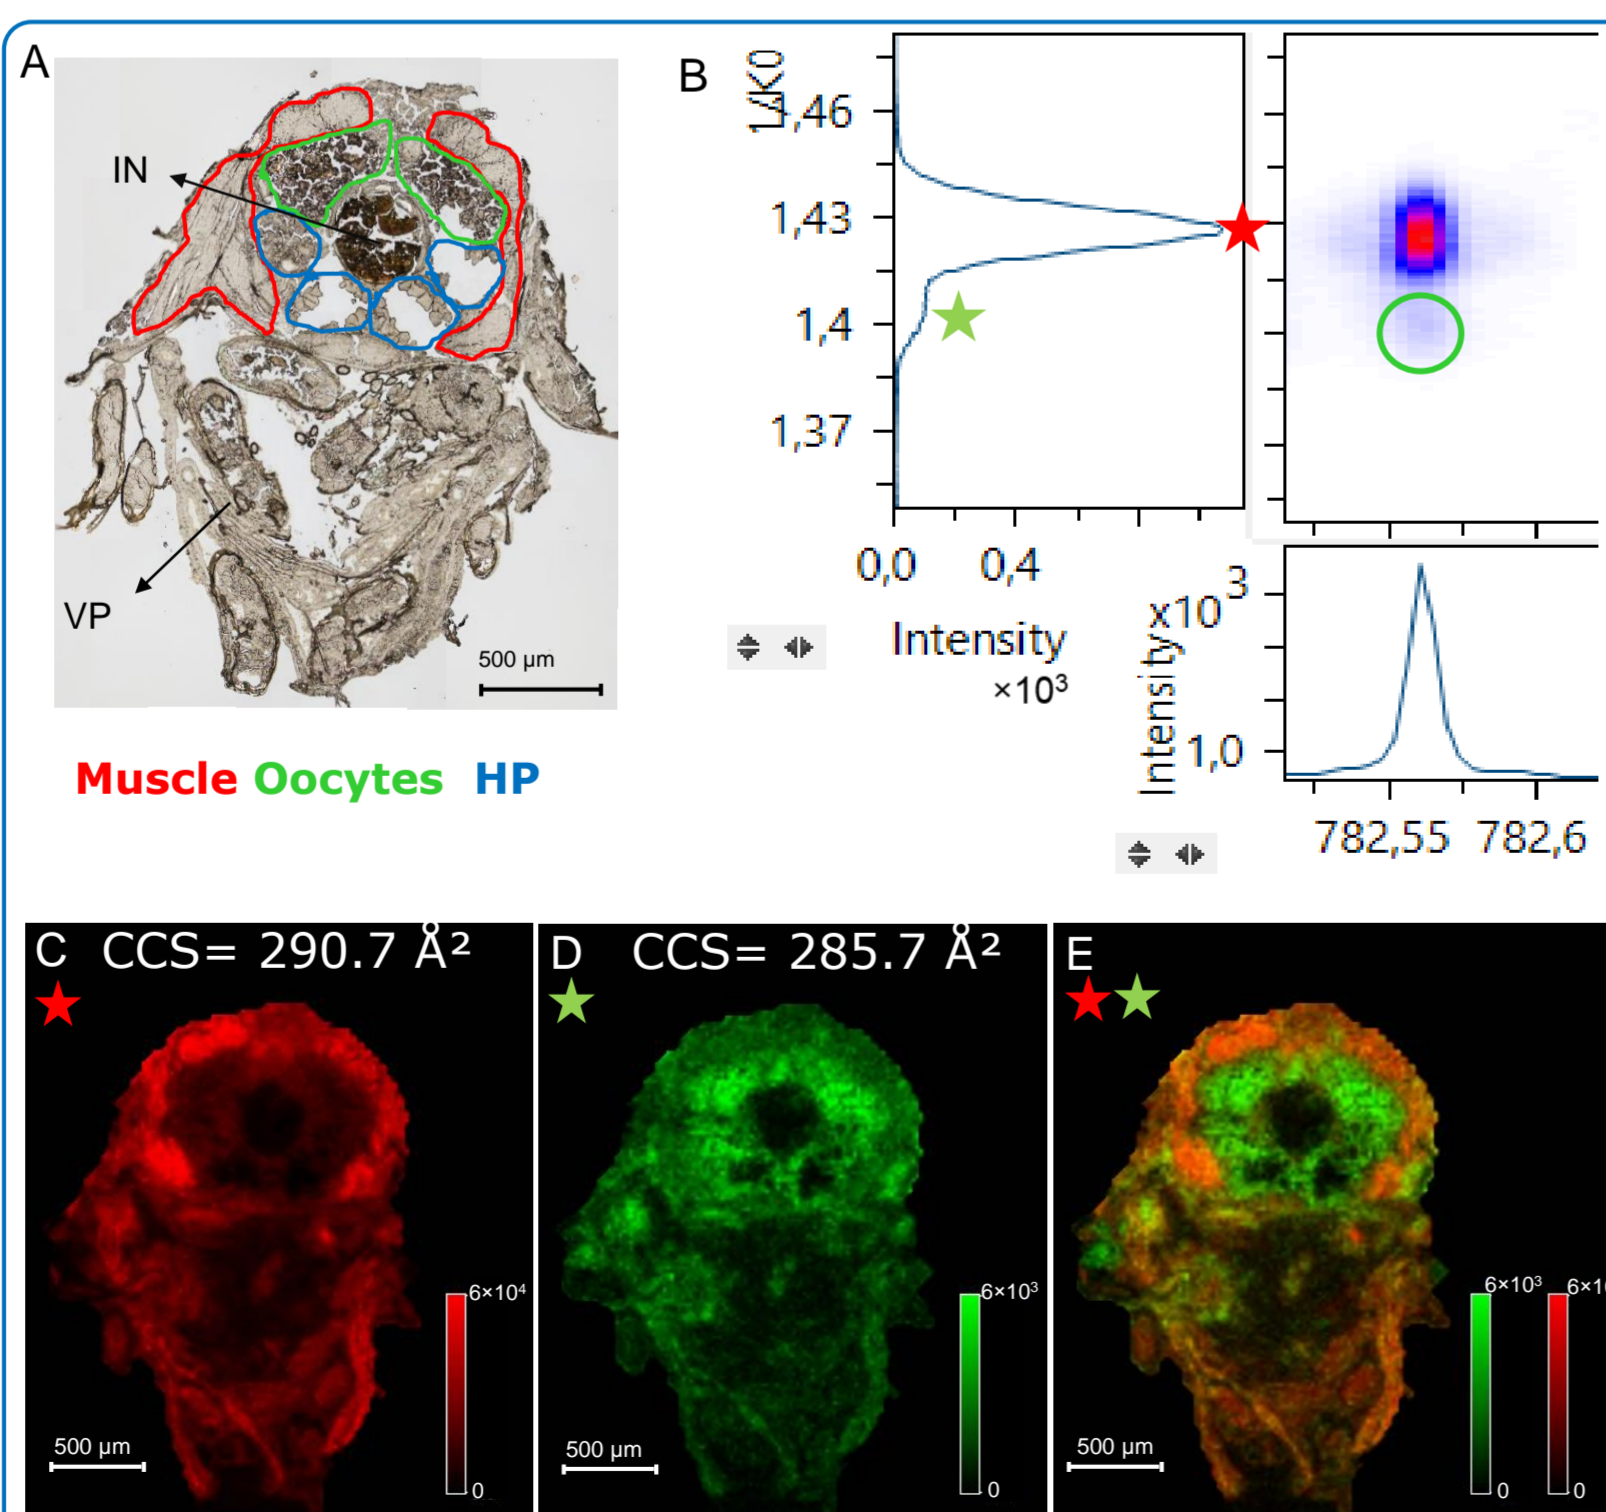 A
IN
VP
500 µm
Muscle Oocytes HP
B
1/K0
1,46
1,43
1,4
1,37
0,0 0,4
Intensity
×10³
Intensity
×10³
1,0
782,55 782,6
C CCS= 290.7 Å²
6×10⁴
0
500 µm
D CCS= 285.7 Å²
6×10³
0
500 µm
E
6×10³
0
0
500 µm